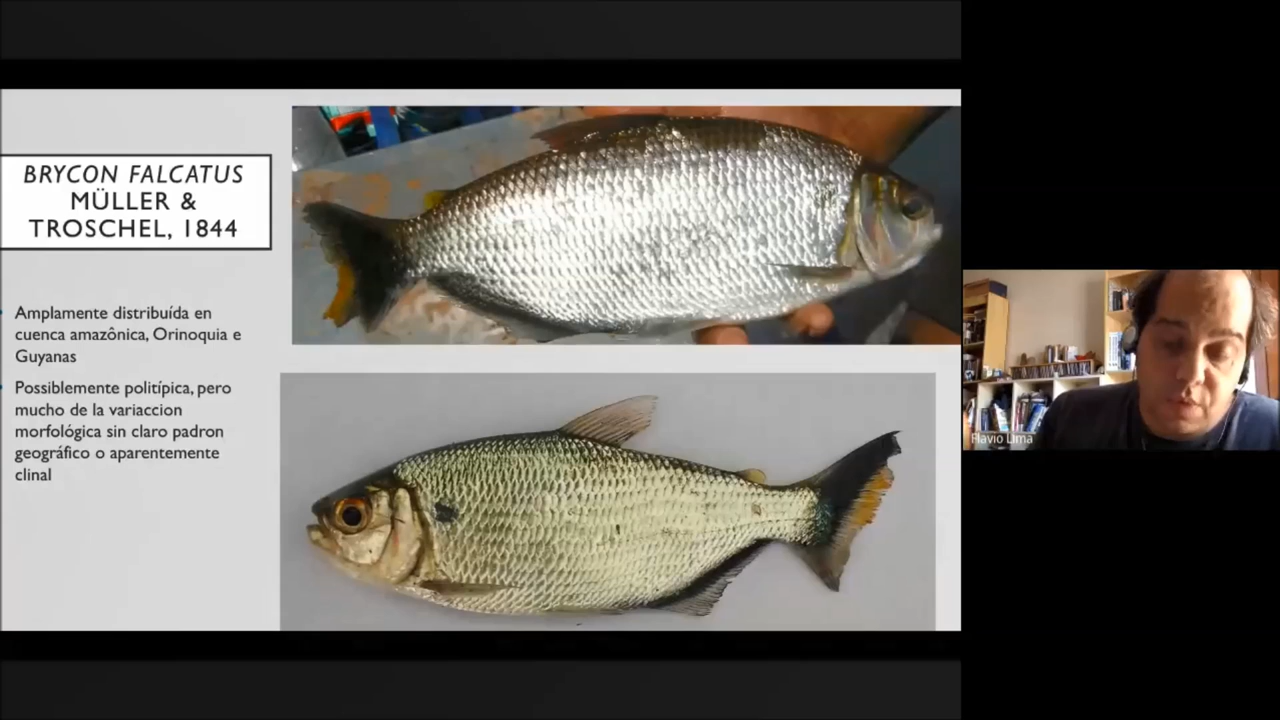 BRYCON FALCATUS
MÜLLER &
TROSCHEL, 1844
Amplamente distribuída en
cuenca amazônica, Orinoquia e
Guyanas
Possiblemente politípica, pero
mucho de la variaccion
morfológica sin claro padron
geográfico o aparentemente
clinal
Flavio Lima